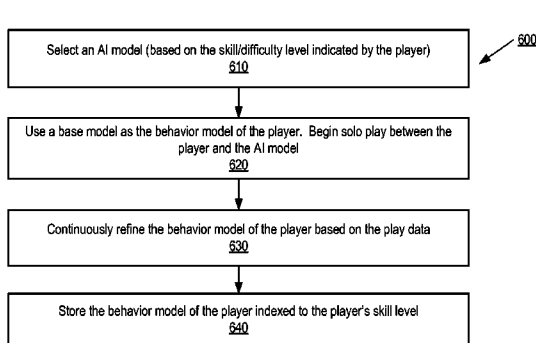 600
Select an AI model (based on the skill/difficulty level indicated by the player)
610
Use a base model as the behavior model of the player. Begin solo play between the
player and the AI model
620
Continuously refine the behavior model of the player based on the play data
630
Store the behavior model of the player indexed to the player's skill level
640